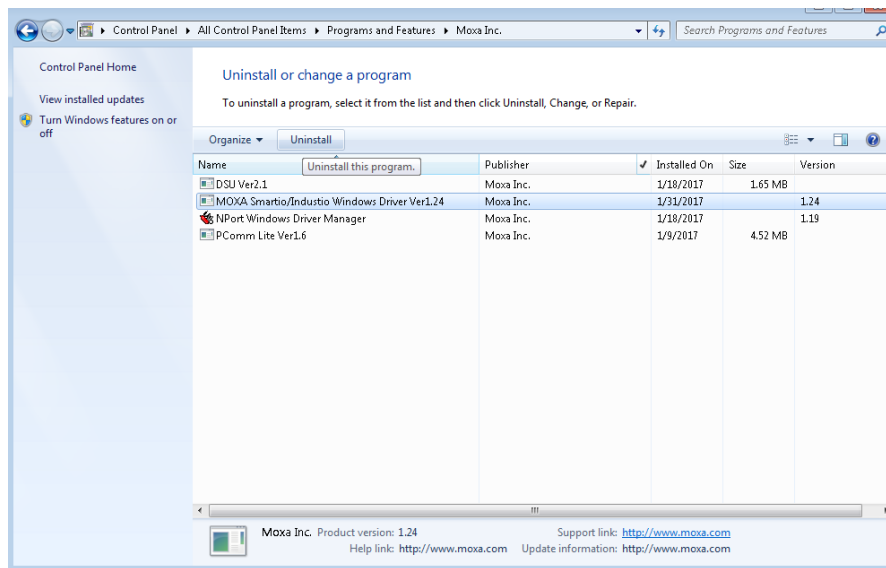 Control Panel All Control Panel Items Programs and Features Moxa Inc. Search Programs and Features
Control Panel Home
View installed updates
Turn Windows features on or
off
Uninstall or change a program
To uninstall a program, select it from the list and then click Uninstall, Change, or Repair.
Organize Uninstall
Name Publisher Installed On Size Version
Uninstall this program.
DSU Ver2.1 Moxa Inc. 1/18/2017 1.65 MB
MOXA Smartio/Industio Windows Driver Ver1.24 Moxa Inc. 1/31/2017 1.24
NPort Windows Driver Manager Moxa Inc. 1/18/2017 1.19
PComm Lite Ver1.6 Moxa Inc. 1/9/2017 4.52 MB
Moxa Inc. Product version: 1.24 Support link: http://www.moxa.com
Help link: http://www.moxa.com Update information: http://www.moxa.com